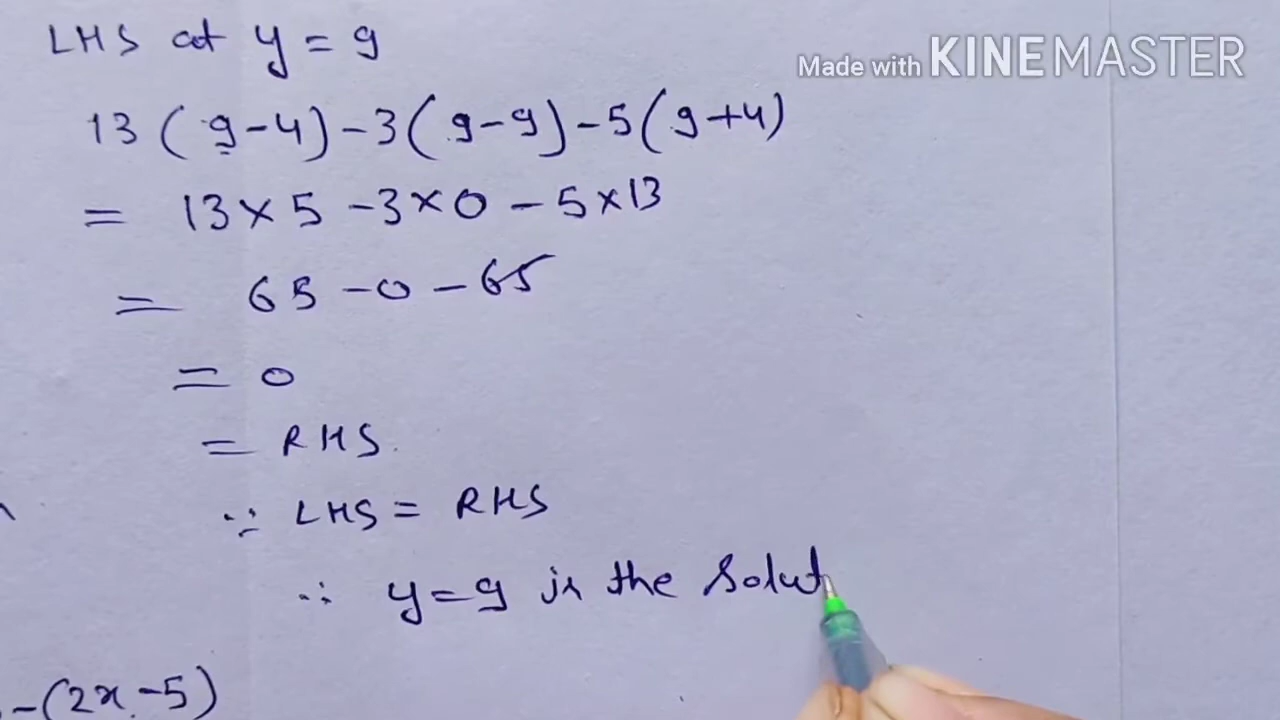 LHS at y = 9
Made with KINEMASTER
13 (9-4) -3(9-9) -5(9+4)
= 13×5 -3×0 -5×13
= 65 -0 -65
= 0
= RHS.
∵ LHS = RHS
∴ y=9 is the Solut
-(2x-5)